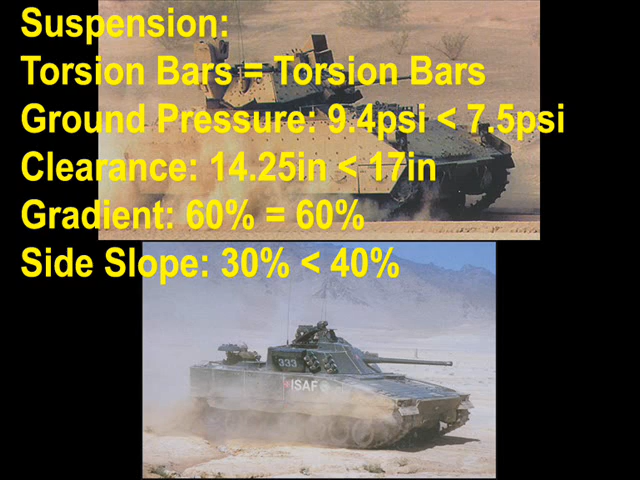 Suspension:
Torsion Bars = Torsion Bars
Ground Pressure: 9.4psi < 7.5psi
Clearance: 14.25in < 17in
Gradient: 60% = 60%
Side Slope: 30% < 40%
333
ISAF